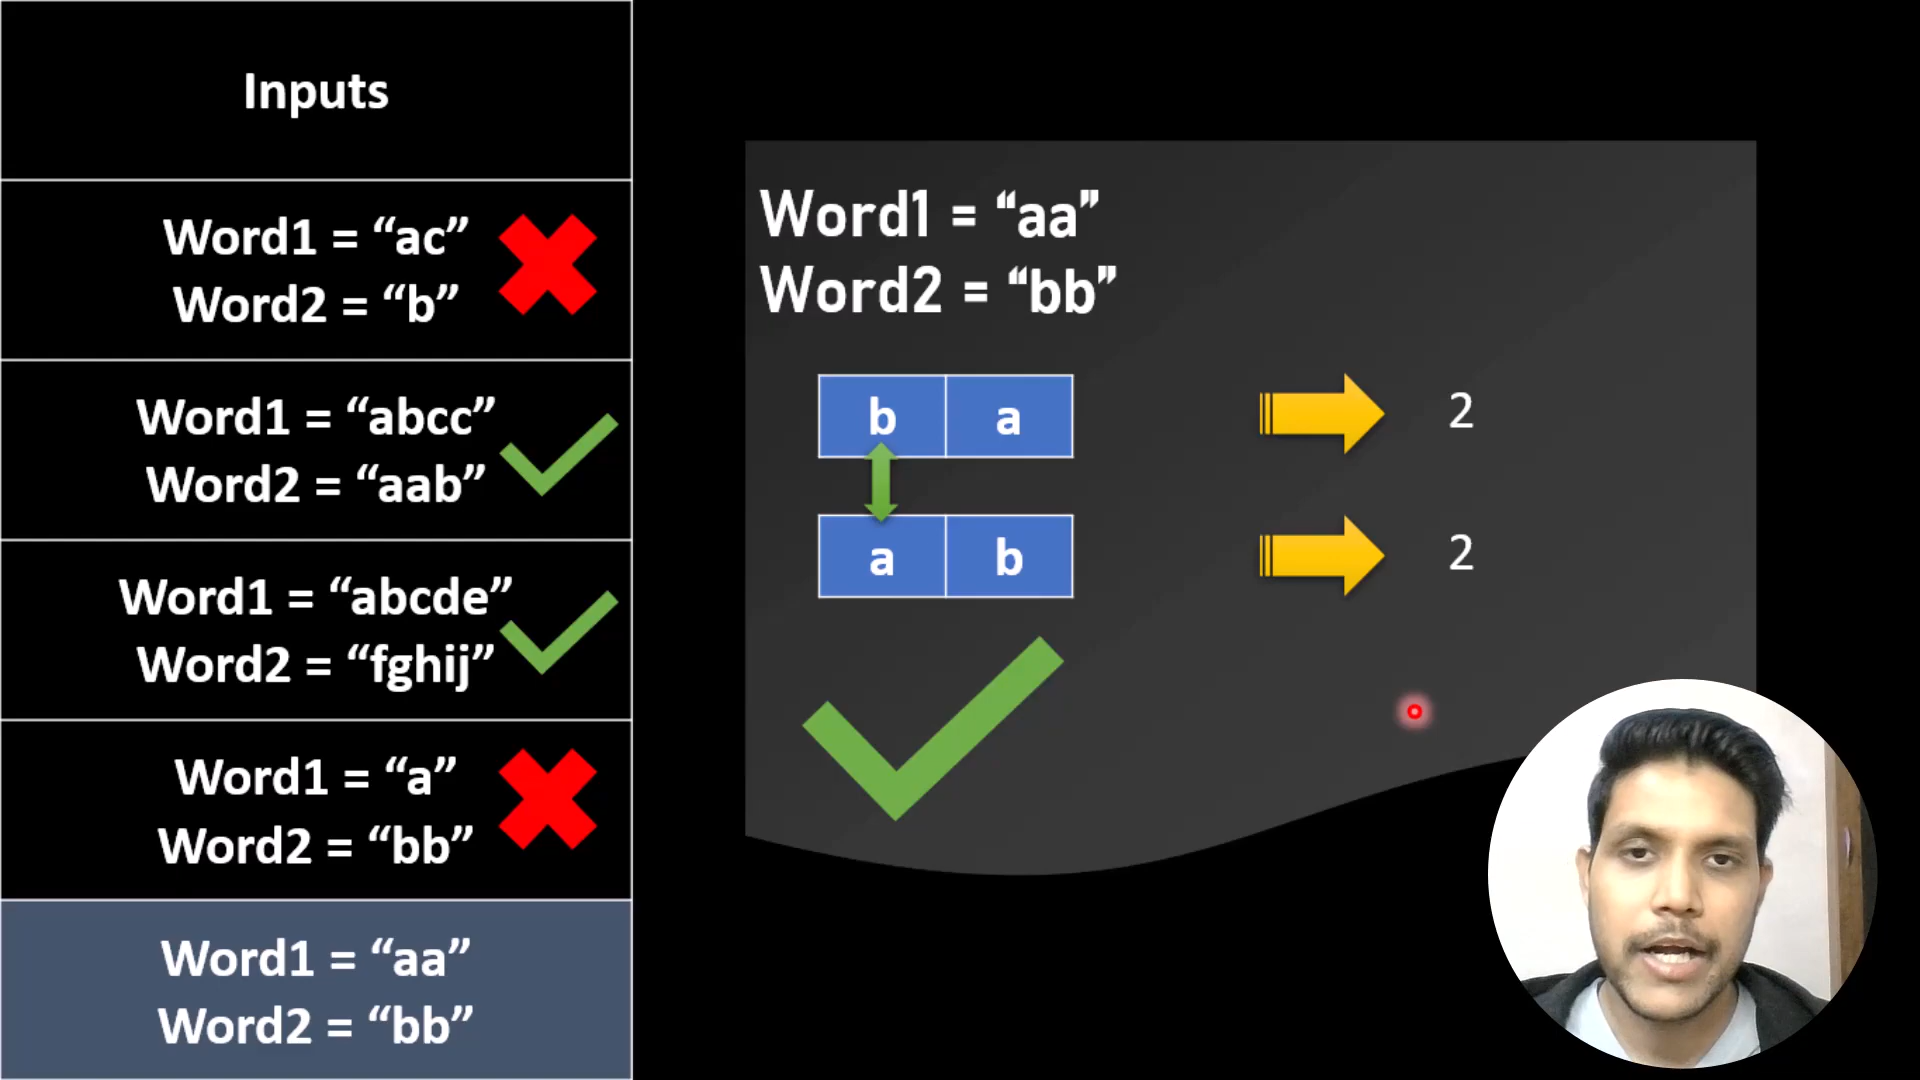 Inputs
Word1 = “ac”
Word2 = “b”
Word1 = “abcc”
Word2 = “aab”
Word1 = “abcde”
Word2 = “fghij”
Word1 = “a”
Word2 = “bb”
Word1 = “aa”
Word2 = “bb”
Word1 = “aa”
Word2 = “bb”
b a 2
a b 2